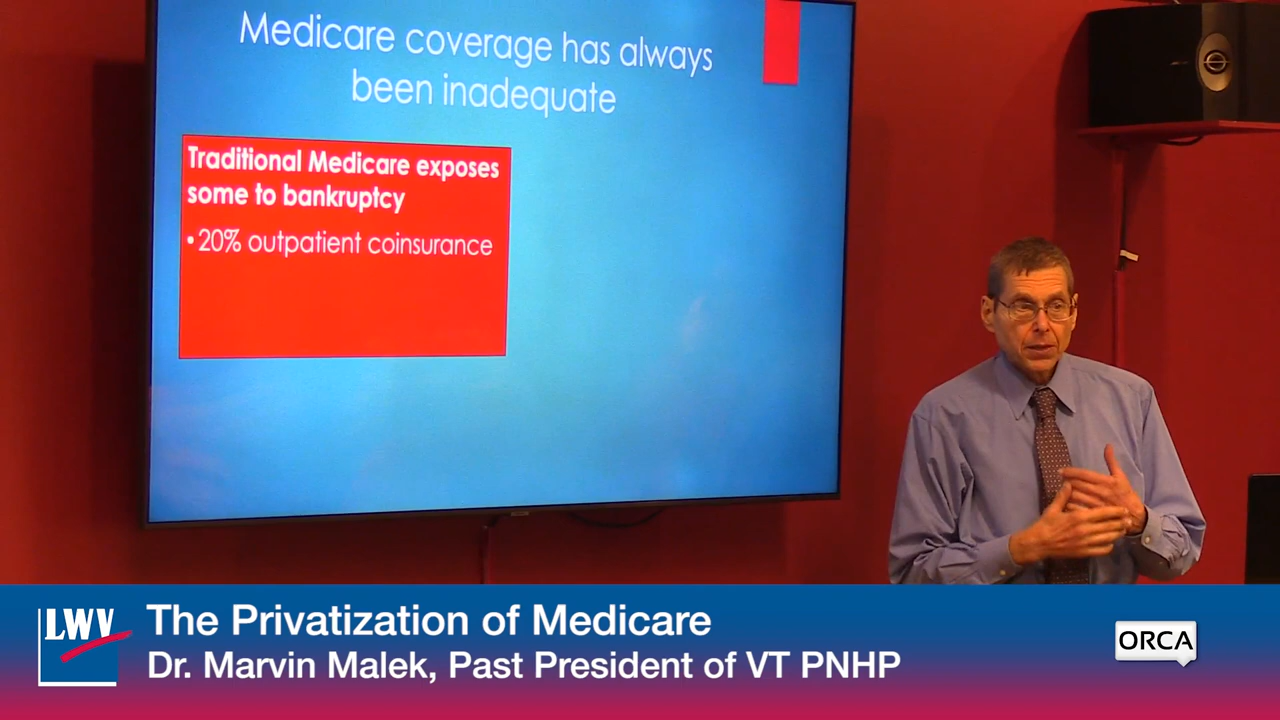 Medicare coverage has always
been inadequate
Traditional Medicare exposes
some to bankruptcy
• 20% outpatient coinsurance
LWV
The Privatization of Medicare
Dr. Marvin Malek, Past President of VT PNHP
ORCA